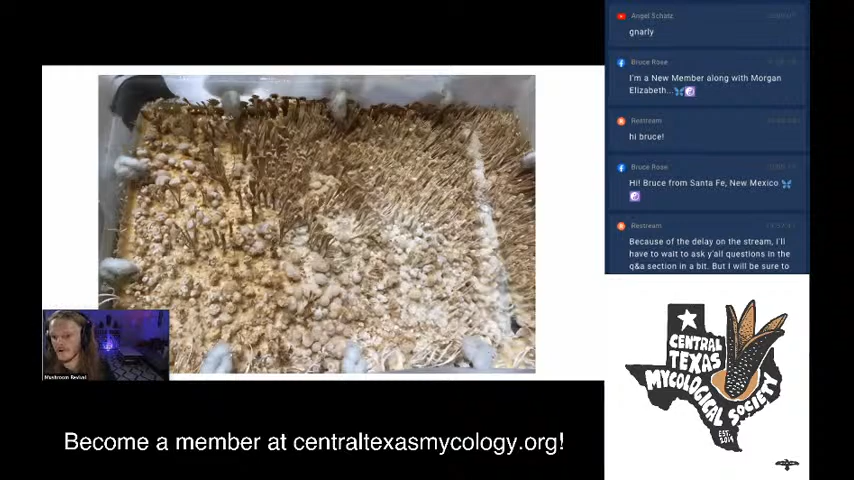 Angel Schatz
gnarly
Bruce Rose
I'm a New Member along with Morgan
Elizabeth...
Restream
hi bruce!
Bruce Rose
Hi! Bruce from Santa Fe, New Mexico
Restream
Because of the delay on the stream, I'll
have to wait to ask y'all questions in the
q&a section in a bit. But I will be sure to
Mushroom Revival
CENTRAL
TEXAS
MYCOLOGICAL
SOCIETY
EST.
2019
Become a member at centraltexasmycology.org!